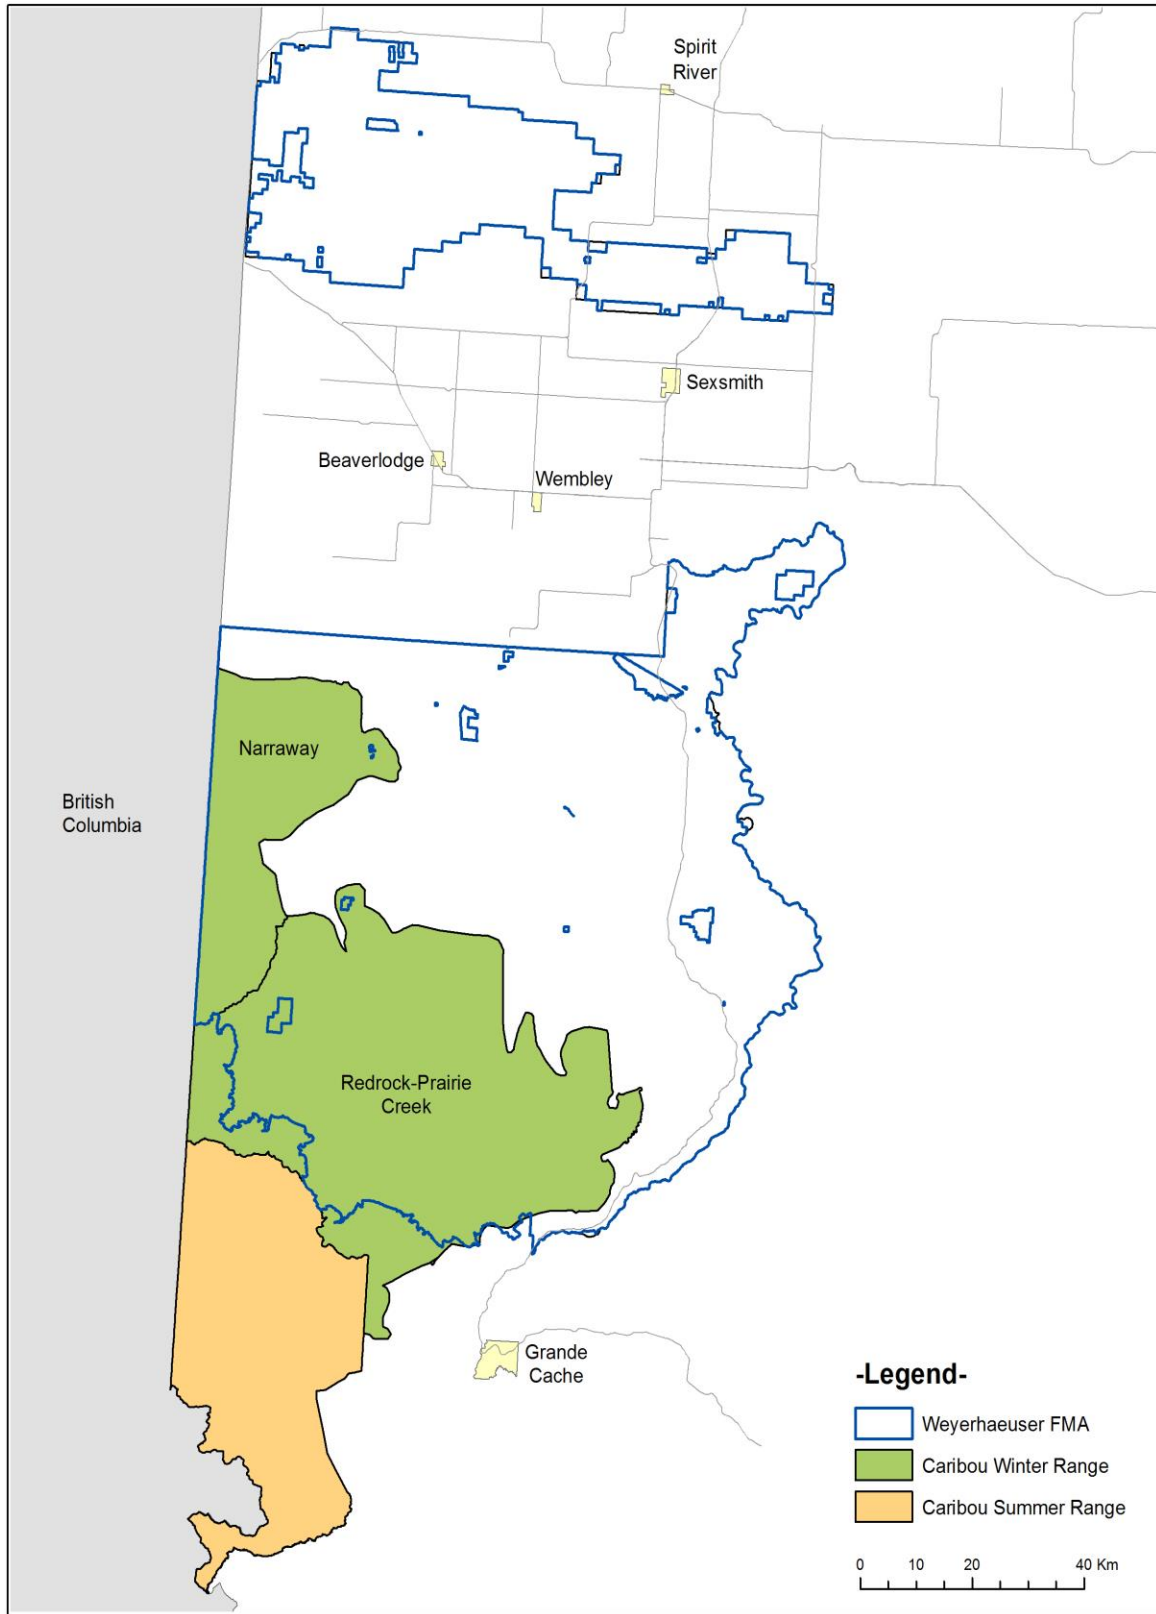 Spirit
River
Sexsmith
Beaverlodge
Wembley
Narraway
British
Columbia
Redrock-Prairie
Creek
Grande
Cache
-Legend-
Weyerhaeuser FMA
Caribou Winter Range
Caribou Summer Range
0 10 20 40 Km